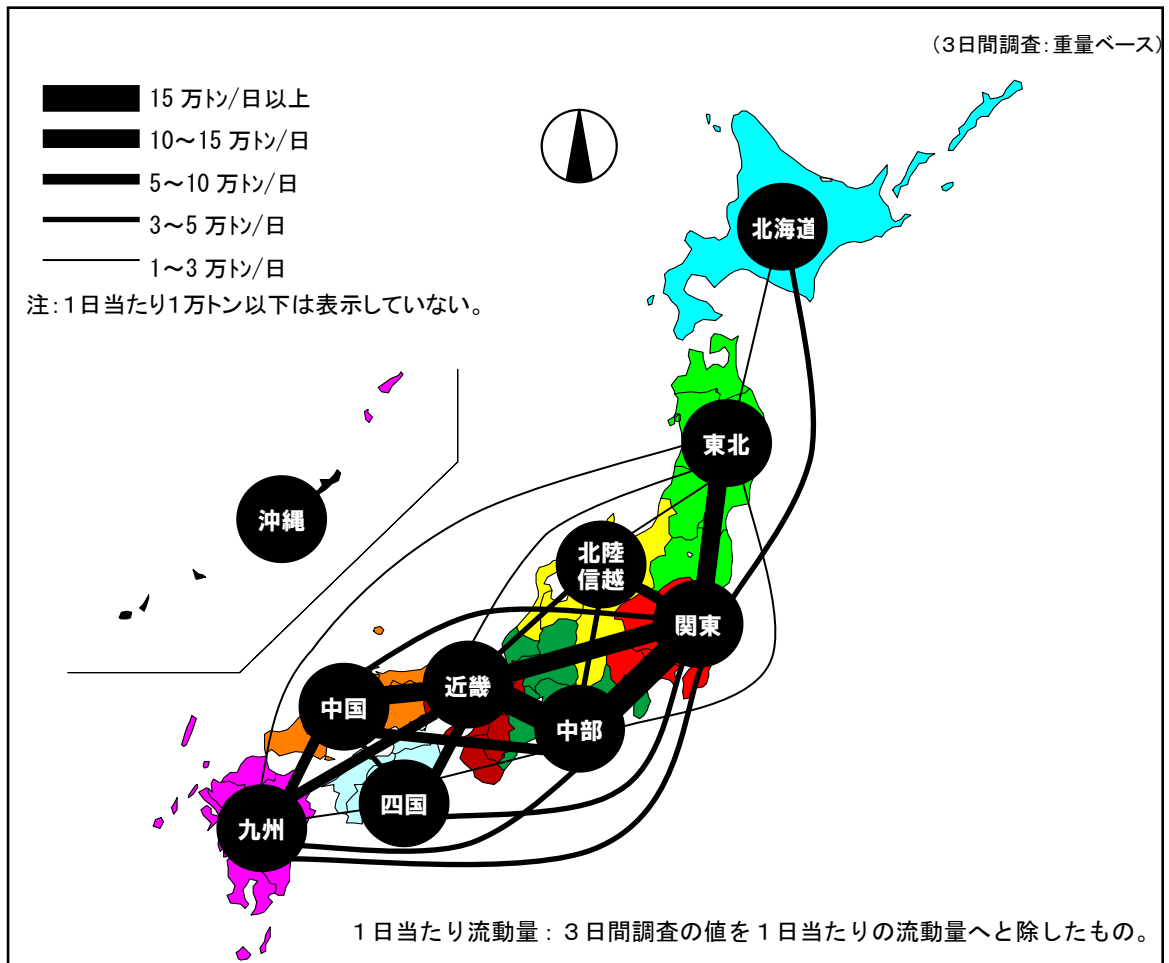 (3日間調査:重量ベース)
15 万トン/日以上
10～15 万トン/日
5～10 万トン/日
3～5 万トン/日
1～3 万トン/日
注:1日当たり1万トン以下は表示していない。
北海道
東北
沖縄
北陸
信越
関東
近畿
中国
中部
四国
九州
1日当たり流動量:3日間調査の値を1日当たりの流動量へと除したもの。